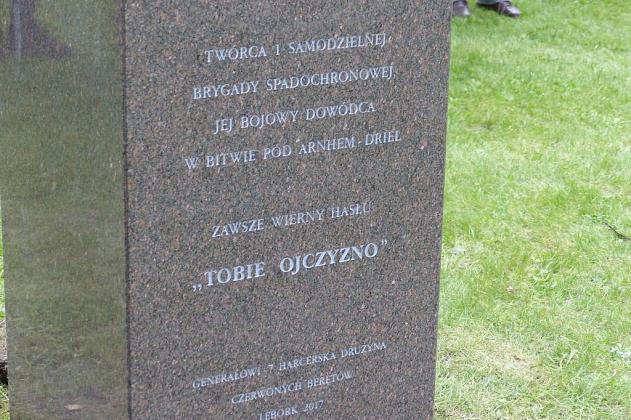 TWÓRCA 1 SAMODZIELNEJ
BRYGADY SPADOCHRONOWEJ,
JEJ BOJOWY DOWÓDCA
W BITWIE POD ARNHEM - DRIEL
ZAWSZE WIERNY HASŁU
„TOBIE OJCZYZNO”
GENERAŁOWI 7 HARCERSKA DRUŻYNA
CZERWONYCH BERETÓW
LĘBORK 2017